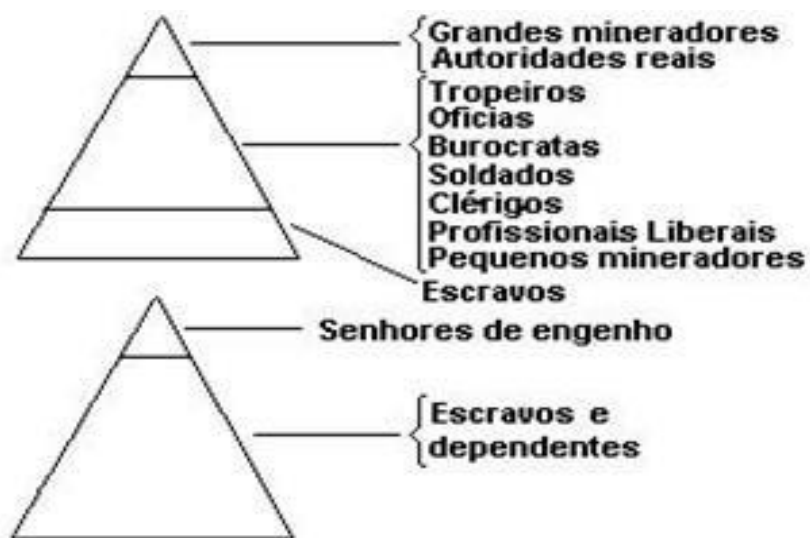 Grandes mineradores
Autoridades reais
Tropeiros
Oficias
Burocratas
Soldados
Clérigos
Profissionais Liberais
Pequenos mineradores
Escravos
Senhores de engenho
Escravos e
dependentes